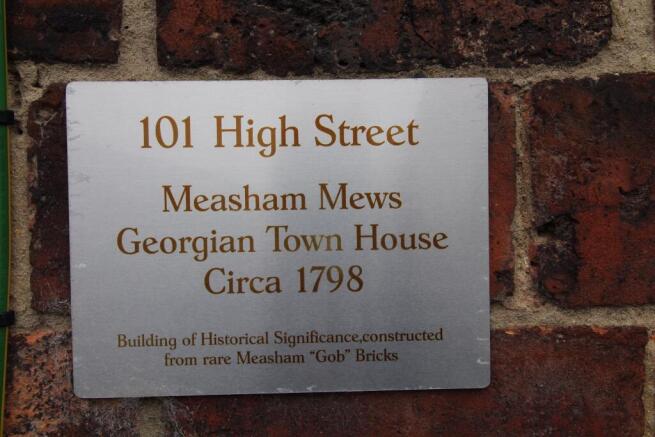 101 High Street
Measham Mews
Georgian Town House
Circa 1798
Building of Historical Significance,constructed
from rare Measham “Gob” Bricks